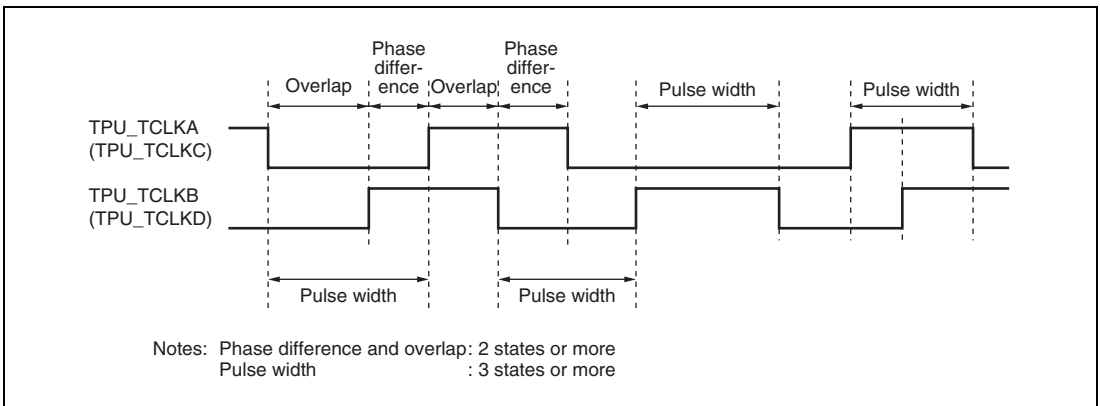 Phase
differ-
ence
Phase
differ-
ence
Overlap
Overlap
Pulse width
Pulse width
TPU_TCLKA
(TPU_TCLKC)
TPU_TCLKB
(TPU_TCLKD)
Pulse width
Pulse width
Notes: Phase difference and overlap: 2 states or more
Pulse width : 3 states or more